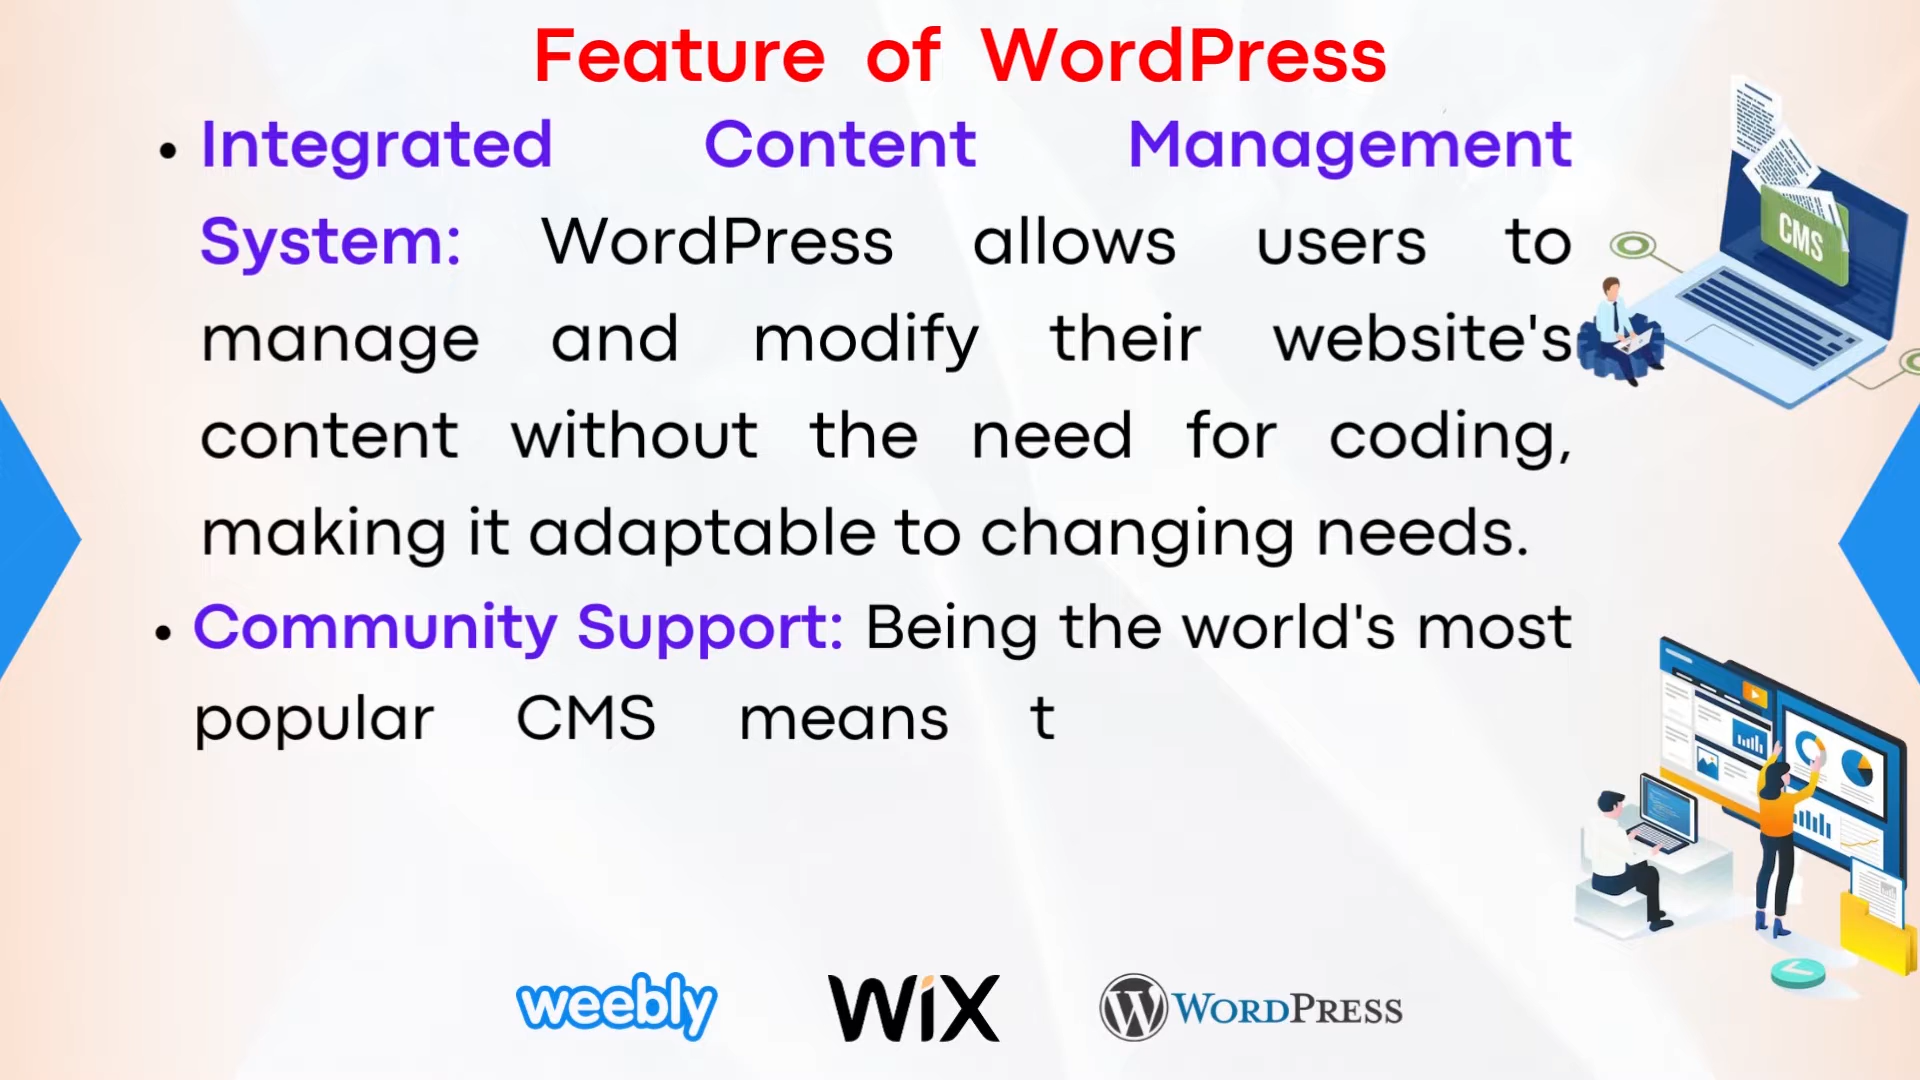 Feature of WordPress
• Integrated Content Management
System: WordPress allows users to
manage and modify their website's
content without the need for coding,
making it adaptable to changing needs.
• Community Support: Being the world's most
popular CMS means t
CMS
weebly
WiX
WORDPRESS